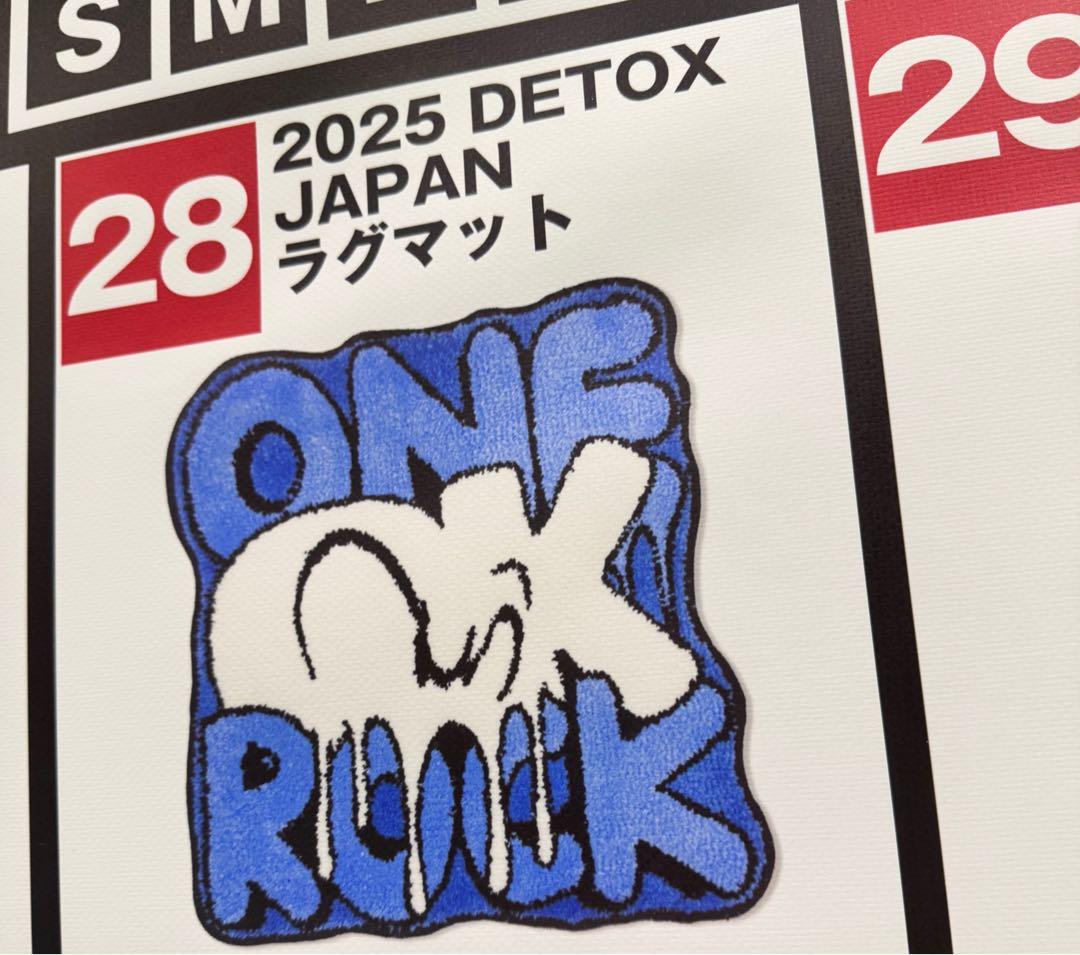 S M
28
2025 DETOX
JAPAN
ラグマット
29
ONE
OK
ROCK